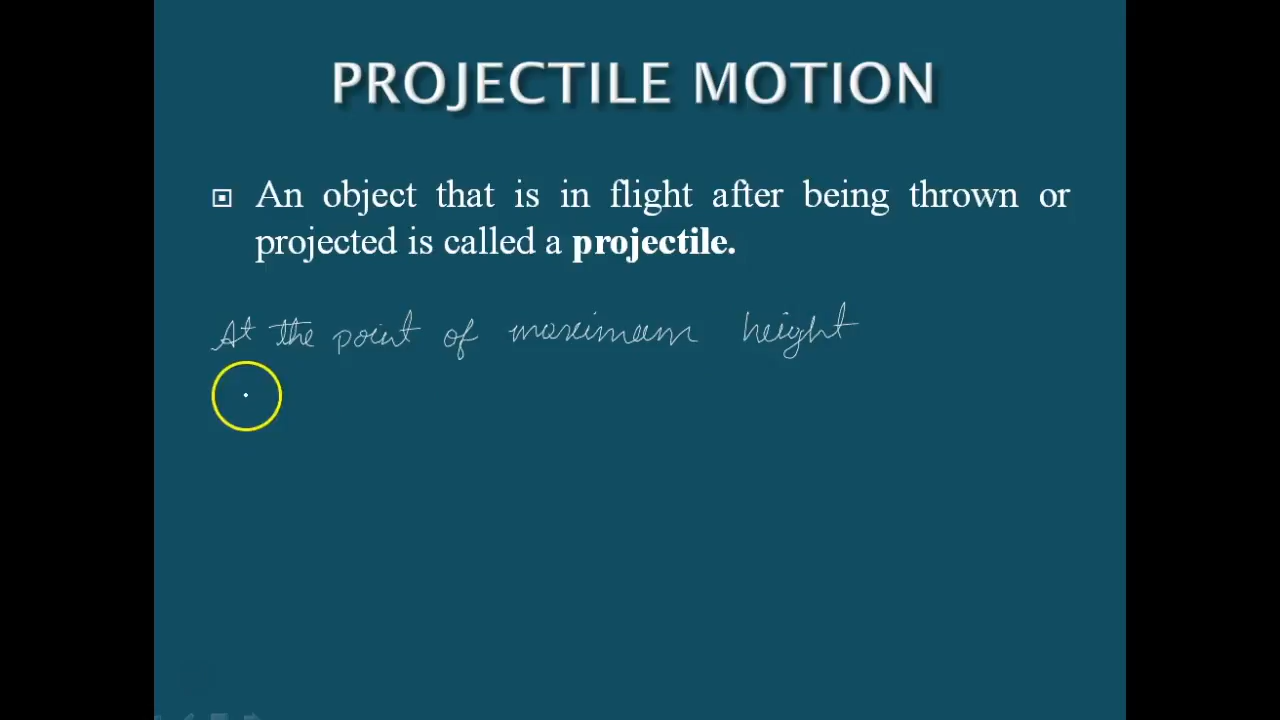 PROJECTILE MOTION
An object that is in flight after being thrown or
projected is called a projectile.
At the point of maximum height